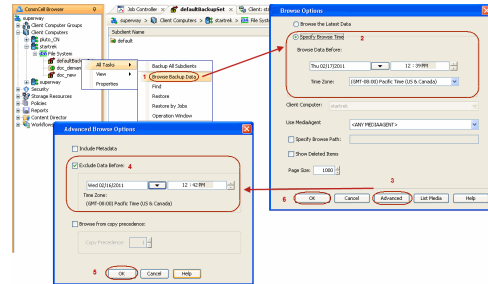 CommCell Browser
superway
Client Computer Groups
Client Computers
pluto_CN
startrek
File System
defaultBackupSet
doc_demam
doc_new
superway
Security
Storage Resources
Policies
Reports
Content Director
Workflows
Job Controller
defaultBackupSet
Client: star
superway > Client Computers > startrek > File System
Subclient Name
default
All Tasks
View
Properties
Backup All Subclients
1 Browse Backup Data
Find
Restore
Restore by Jobs
Operation Window
Browse Options
Browse the Latest Data
Specify Browse Time 2
Browse Data Before:
Thu 02/17/2011 12 : 39 PM
Time Zone: (GMT-08:00) Pacific Time (US & Canada)
Client Computer: startrek
Use MediaAgent <ANY MEDIAAGENT>
Specify Browse Path:
Show Deleted Items
Page Size: 1000
3
6 OK Cancel Advanced List Media Help
Advanced Browse Options
Include Metadata
Exclude Data Before: 4
Wed 02/16/2011 12 : 42 PM
Time Zone:
(GMT-08:00) Pacific Time (US & Canada)
Browse from copy precedence:
Copy Precedence: 1
5 OK Cancel Help